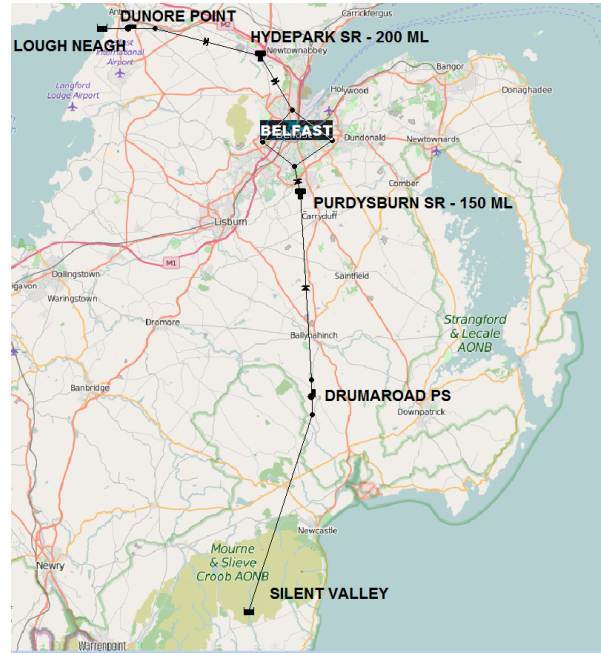 DUNORE POINT
Carrickfergus
LOUGH NEAGH
HYDEPARK SR - 200 ML
International
Airport
Newtownabbey
Langford
Lodge Airport
Bangor
Holywood
Donaghadee
BELFAST
Dundonald
Newtownards
Comber
PURDYSBURN SR - 150 ML
Carryduff
Lisburn
M1
Dollingstown
Saintfield
Waringstown
Dromore
Strangford
& Lecale
AONB
Ballynahinch
Banbridge
DRUMAROAD PS
Downpatrick
Newcastle
Mourne
& Slieve
Croob AONB
Newry
SILENT VALLEY
Warrenpoint